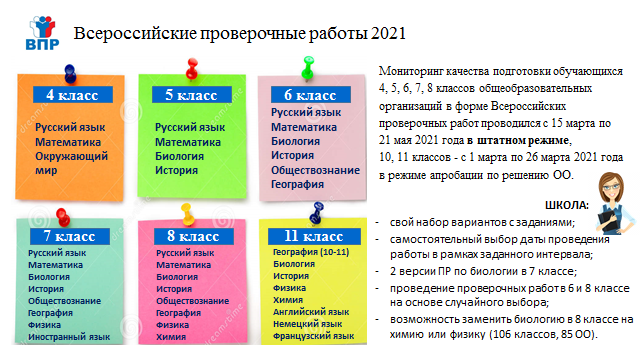 ВПР
Всероссийские проверочные работы 2021
4 класс
Русский язык
Математика
Окружающий
мир
5 класс
Русский язык
Математика
Биология
История
6 класс
Русский язык
Математика
Биология
История
Обществознание
География
Мониторинг качества подготовки обучающихся
4, 5, 6, 7, 8 классов общеобразовательных
организаций в форме Всероссийских
проверочных работ проводился с 15 марта по
21 мая 2021 года в штатном режиме,
10, 11 классов - с 1 марта по 26 марта 2021 года
в режиме апробации по решению ОО.
7 класс
Русский язык
Математика
Биология
История
Обществознание
География
Физика
Иностранный язык
8 класс
Русский язык
Математика
Биология
История
Обществознание
География
Физика
Химия
11 класс
География (10-11)
Биология
История
Физика
Химия
Английский язык
Немецкий язык
Французский язык
ШКОЛА:
- свой набор вариантов с заданиями;
- самостоятельный выбор даты проведения
работы в рамках заданного интервала;
- 2 версии ПР по биологии в 7 классе;
- проведение проверочных работ в 6 и 8 классе
на основе случайного выбора;
- возможность заменить биологию в 8 классе на
химию или физику (106 классов, 85 ОО).